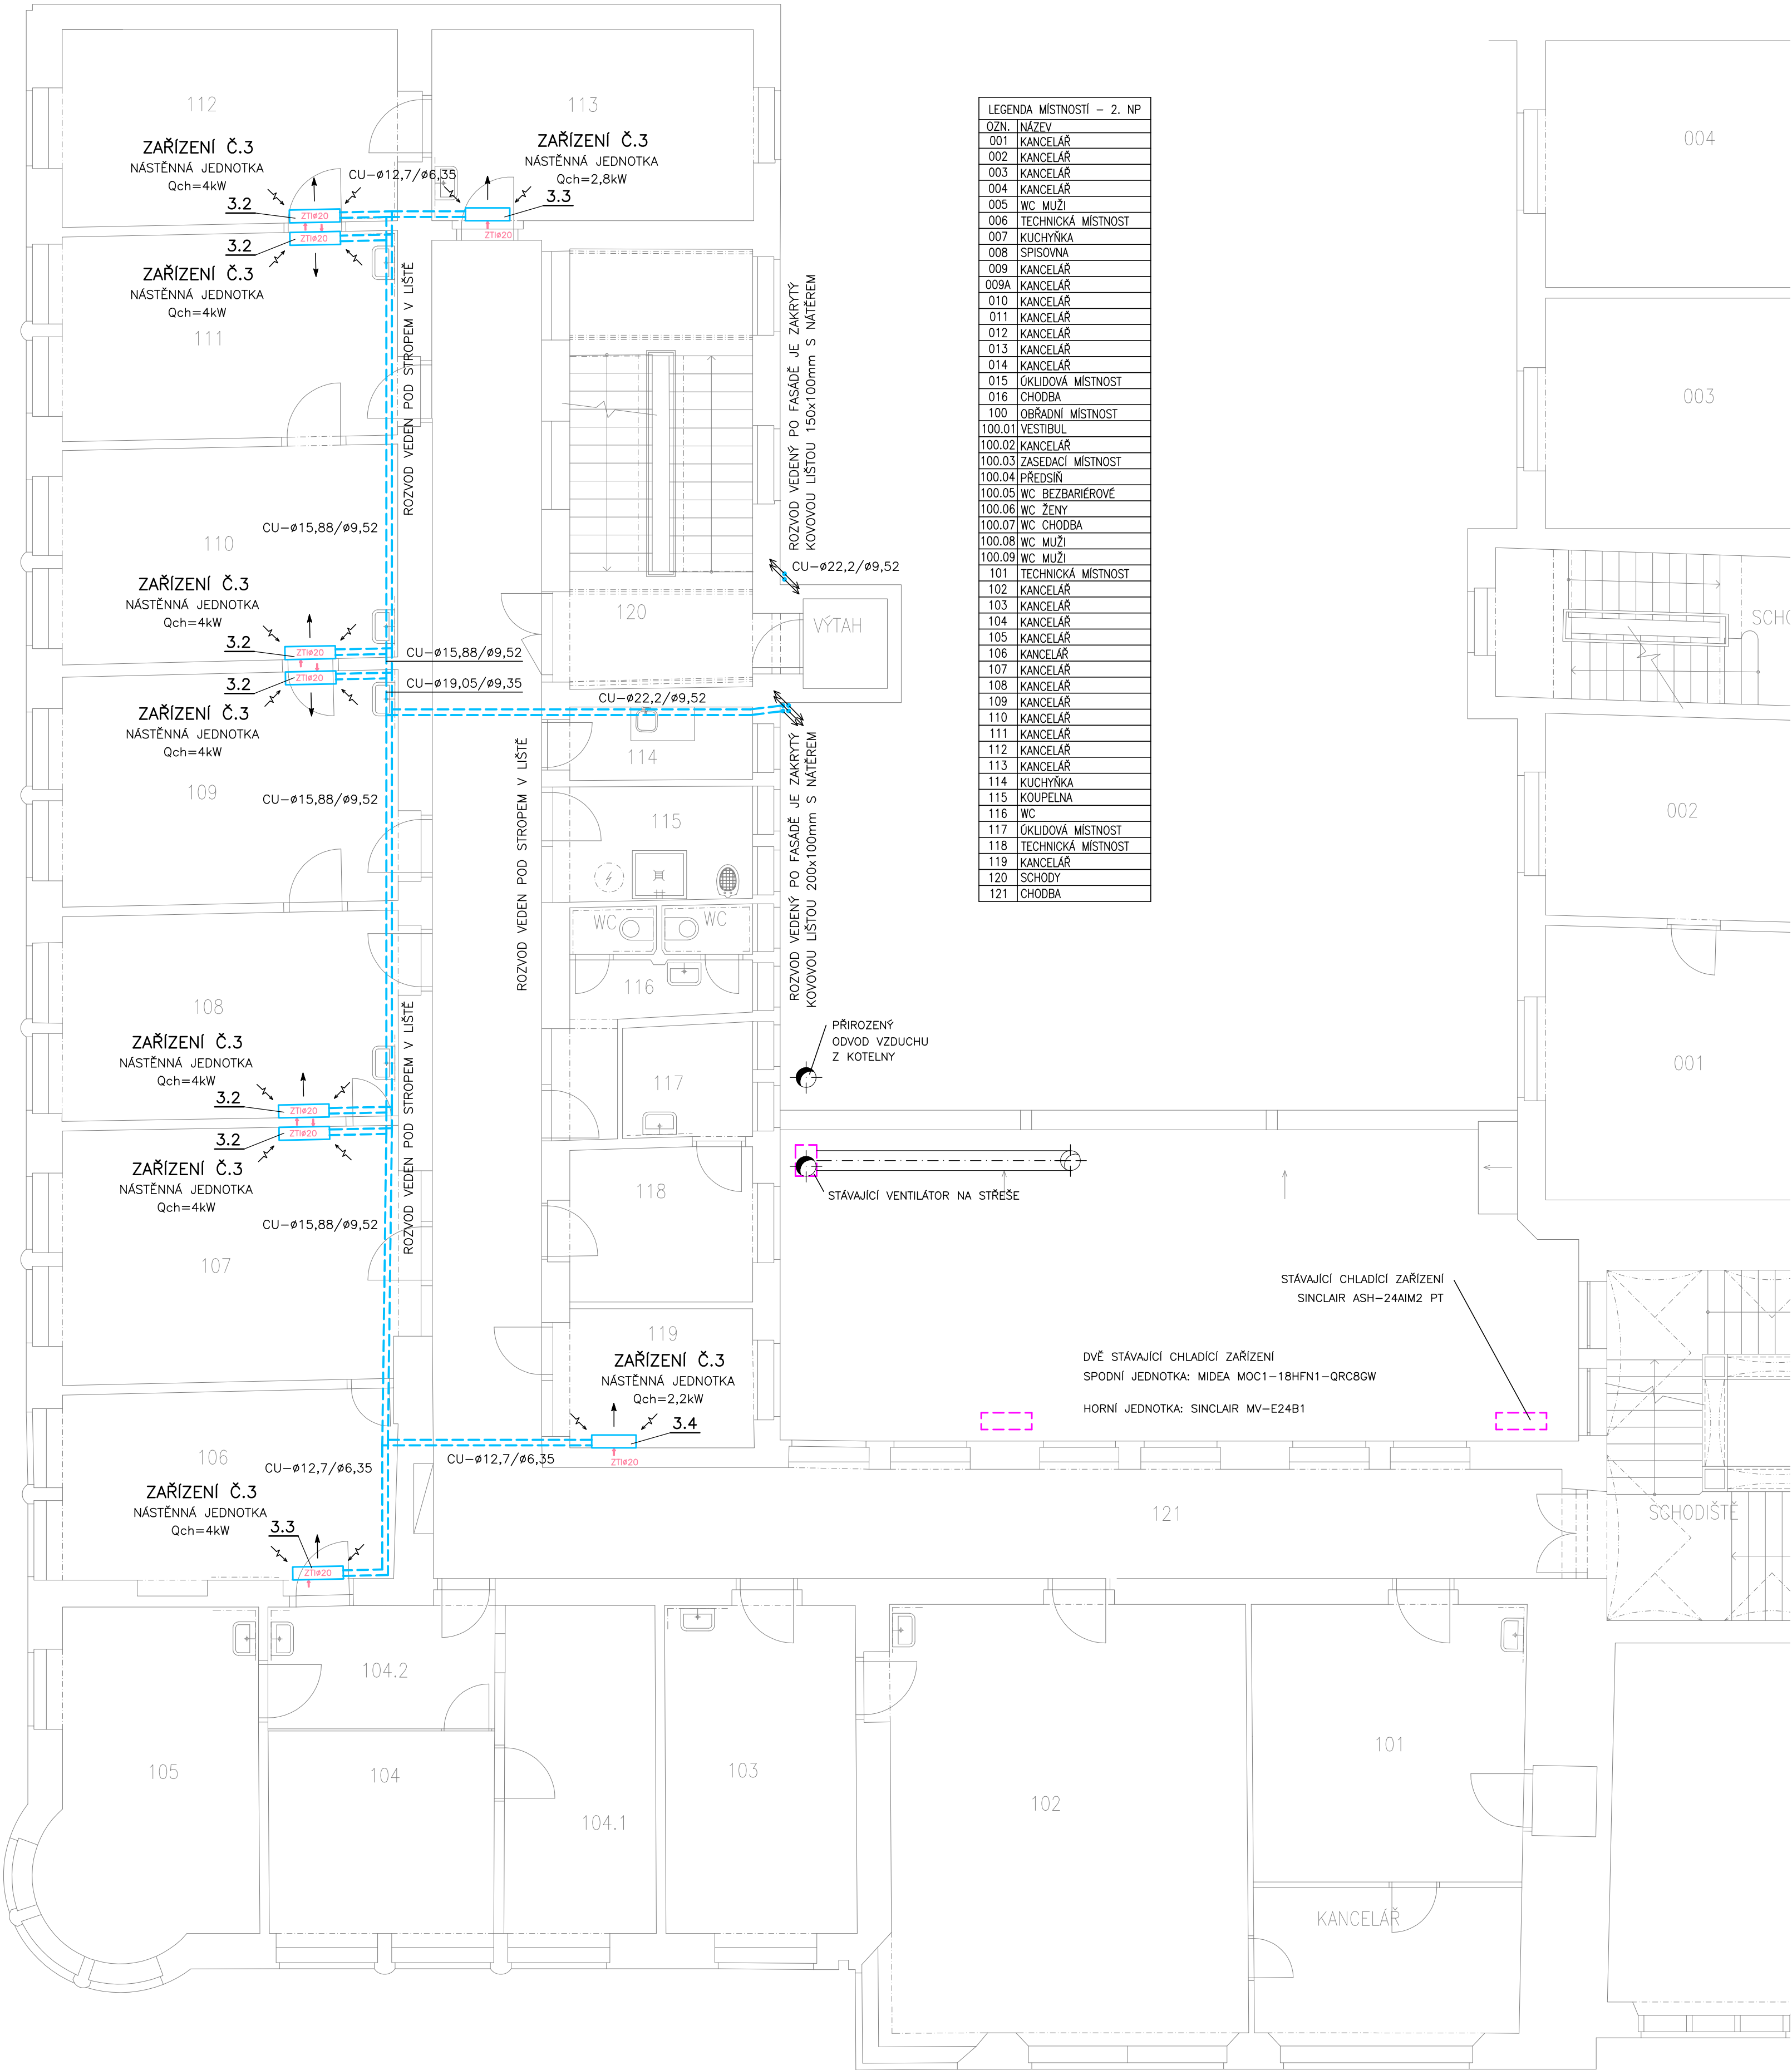 112
ZAŘÍZENÍ Č.3
NÁSTĚNNÁ JEDNOTKA
Qch=4kW
3.2
ZTIø20
CU-ø12,7/ø6,35
113
ZAŘÍZENÍ Č.3
NÁSTĚNNÁ JEDNOTKA
Qch=2,8kW
3.3
ZTIø20
3.2
ZTIø20
ZAŘÍZENÍ Č.3
NÁSTĚNNÁ JEDNOTKA
Qch=4kW
111
ROZVOD VEDEN POD STROPEM V LIŠTĚ
CU-ø15,88/ø9,52
110
ZAŘÍZENÍ Č.3
NÁSTĚNNÁ JEDNOTKA
Qch=4kW
3.2
ZTIø20
CU-ø15,88/ø9,52
3.2
ZTIø20
CU-ø19,05/ø9,35
ZAŘÍZENÍ Č.3
NÁSTĚNNÁ JEDNOTKA
Qch=4kW
109
CU-ø15,88/ø9,52
108
ZAŘÍZENÍ Č.3
NÁSTĚNNÁ JEDNOTKA
Qch=4kW
3.2
ZTIø20
ROZVOD VEDEN POD STROPEM V LIŠTĚ
3.2
ZTIø20
ZAŘÍZENÍ Č.3
NÁSTĚNNÁ JEDNOTKA
Qch=4kW
CU-ø15,88/ø9,52
107
106
CU-ø12,7/ø6,35
ZAŘÍZENÍ Č.3
NÁSTĚNNÁ JEDNOTKA
Qch=4kW
3.3
ZTIø20
ROZVOD VEDENÝ PO FASÁDĚ JE ZAKRYTÝ
KOVOVOU LIŠTOU 150x100mm S NÁTĚREM
CU-ø22,2/ø9,52
120
VÝTAH
CU-ø22,2/ø9,52
114
ROZVOD VEDEN POD STROPEM V LIŠTĚ
ROZVOD VEDENÝ PO FASÁDĚ JE ZAKRYTÝ
KOVOVOU LIŠTOU 200x100mm S NÁTĚREM
115
WC
WC
116
117
118
119
ZAŘÍZENÍ Č.3
NÁSTĚNNÁ JEDNOTKA
Qch=2,2kW
3.4
CU-ø12,7/ø6,35
ZTIø20
PŘIROZENÝ
ODVOD VZDUCHU
Z KOTELNY
STÁVAJÍCÍ VENTILÁTOR NA STŘEŠE
STÁVAJÍCÍ CHLADÍCÍ ZAŘÍZENÍ
SINCLAIR ASH-24AIM2 PT
DVĚ STÁVAJÍCÍ CHLADÍCÍ ZAŘÍZENÍ
SPODNÍ JEDNOTKA: MIDEA MOC1-18HFN1-QRC8GW
HORNÍ JEDNOTKA: SINCLAIR MV-E24B1
LEGENDA MÍSTNOSTÍ - 2. NP
OZN. NÁZEV
001 KANCELÁŘ
002 KANCELÁŘ
003 KANCELÁŘ
004 KANCELÁŘ
005 WC MUŽI
006 TECHNICKÁ MÍSTNOST
007 KUCHYŇKA
008 SPISOVNA
009 KANCELÁŘ
009A KANCELÁŘ
010 KANCELÁŘ
011 KANCELÁŘ
012 KANCELÁŘ
013 KANCELÁŘ
014 KANCELÁŘ
015 ÚKLIDOVÁ MÍSTNOST
016 CHODBA
100 OBŘADNÍ MÍSTNOST
100.01 VESTIBUL
100.02 KANCELÁŘ
100.03 ZASEDACÍ MÍSTNOST
100.04 PŘEDSÍŇ
100.05 WC BEZBARIÉROVÉ
100.06 WC ŽENY
100.07 WC CHODBA
100.08 WC MUŽI
100.09 WC MUŽI
101 TECHNICKÁ MÍSTNOST
102 KANCELÁŘ
103 KANCELÁŘ
104 KANCELÁŘ
105 KANCELÁŘ
106 KANCELÁŘ
107 KANCELÁŘ
108 KANCELÁŘ
109 KANCELÁŘ
110 KANCELÁŘ
111 KANCELÁŘ
112 KANCELÁŘ
113 KANCELÁŘ
114 KUCHYŇKA
115 KOUPELNA
116 WC
117 ÚKLIDOVÁ MÍSTNOST
118 TECHNICKÁ MÍSTNOST
119 KANCELÁŘ
120 SCHODY
121 CHODBA
004
003
SCHO
002
001
121
SCHODIŠTĚ
105
104.2
104
104.1
103
102
101
KANCELÁŘ